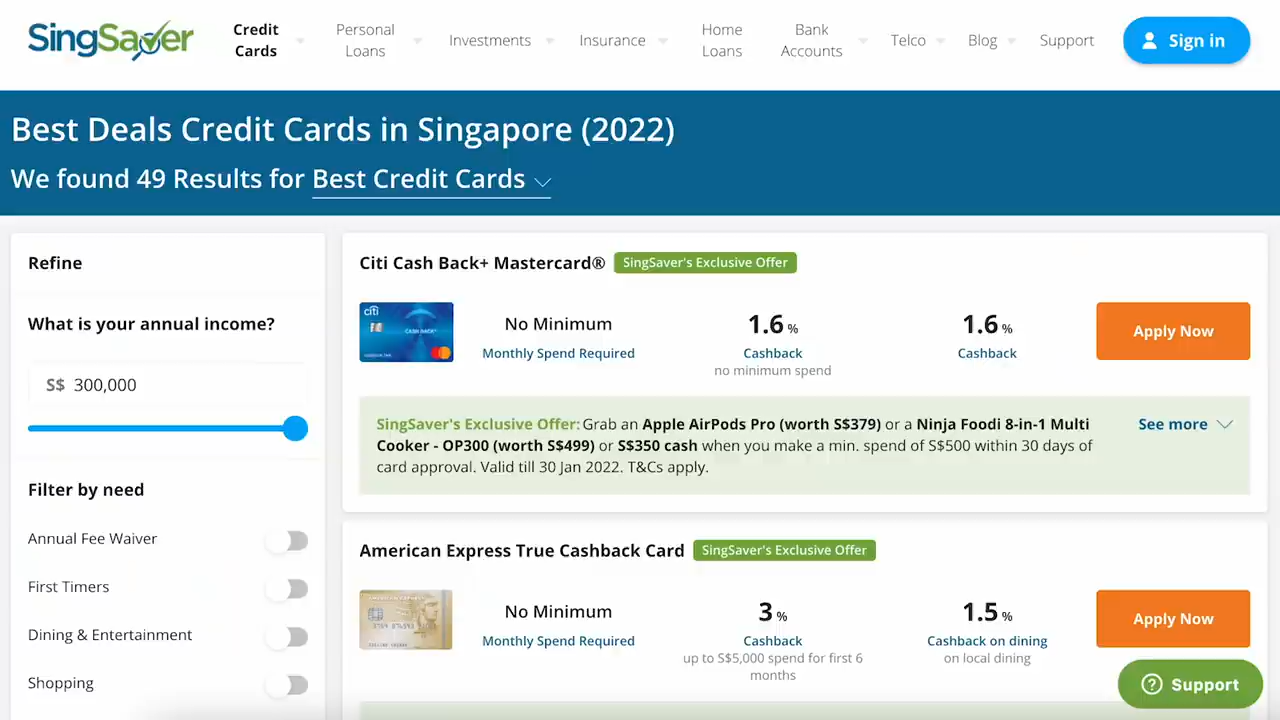 SingSaver
Credit Cards
Personal Loans
Investments
Insurance
Home Loans
Bank Accounts
Telco
Blog
Support
Sign in
Best Deals Credit Cards in Singapore (2022)
We found 49 Results for Best Credit Cards
Refine
What is your annual income?
S$ 300,000
Filter by need
Annual Fee Waiver
First Timers
Dining & Entertainment
Shopping
Citi Cash Back+ Mastercard® SingSaver's Exclusive Offer
citi
CASH BACK+
No Minimum
Monthly Spend Required
1.6 %
Cashback
no minimum spend
1.6 %
Cashback
Apply Now
SingSaver's Exclusive Offer: Grab an Apple AirPods Pro (worth S$379) or a Ninja Foodi 8-in-1 Multi
Cooker - OP300 (worth S$499) or S$350 cash when you make a min. spend of S$500 within 30 days of
card approval. Valid till 30 Jan 2022. T&Cs apply.
See more
American Express True Cashback Card SingSaver's Exclusive Offer
AMERICAN EXPRESS
No Minimum
Monthly Spend Required
3 %
Cashback
up to S$5,000 spend for first 6
months
1.5 %
Cashback on dining
on local dining
Apply Now
Support